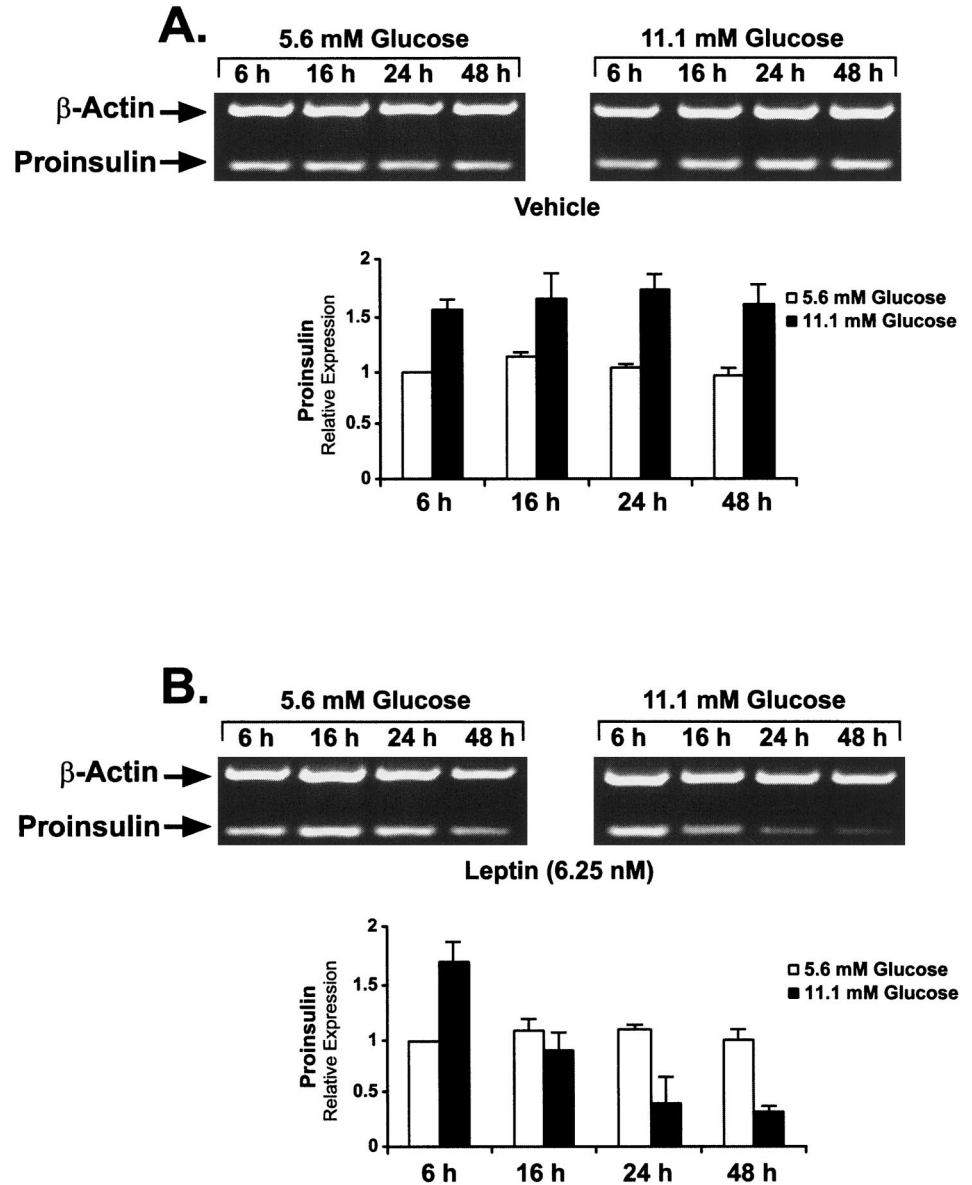 A.
5.6 mM Glucose
11.1 mM Glucose
6 h 16 h 24 h 48 h
6 h 16 h 24 h 48 h
β-Actin
Proinsulin
Vehicle
2
1.5
1
0.5
0
Proinsulin
Relative Expression
5.6 mM Glucose
11.1 mM Glucose
6 h 16 h 24 h 48 h
B.
5.6 mM Glucose
11.1 mM Glucose
6 h 16 h 24 h 48 h
6 h 16 h 24 h 48 h
β-Actin
Proinsulin
Leptin (6.25 nM)
2
1.5
1
0.5
0
Proinsulin
Relative Expression
5.6 mM Glucose
11.1 mM Glucose
6 h 16 h 24 h 48 h